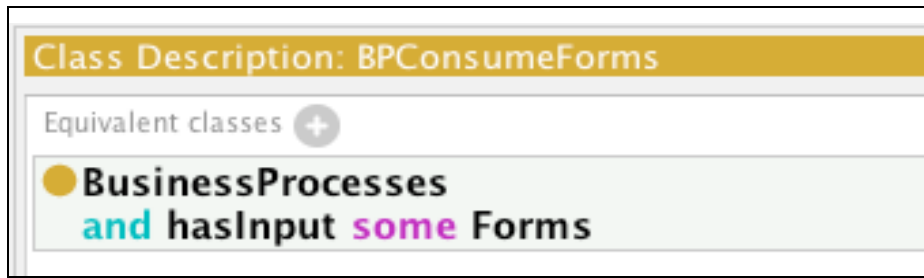 Class Description: BPConsumeForms
Equivalent classes
BusinessProcesses
and hasInput some Forms